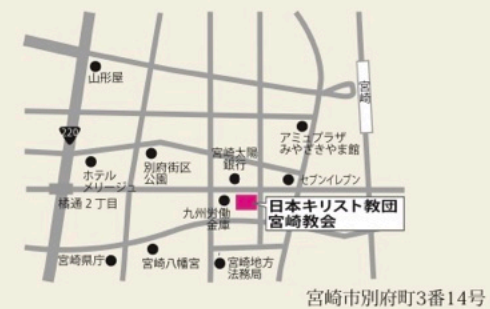 山形屋
宮崎
220
アミュプラザ
みやざきやま館
ホテル
メリージュ
別府街区
公園
宮崎太陽
銀行
セブンイレブン
橘通2丁目
九州労働
金庫
日本キリスト教団
宮崎教会
宮崎県庁
宮崎八幡宮
宮崎地方
法務局
宮崎市別府町3番14号